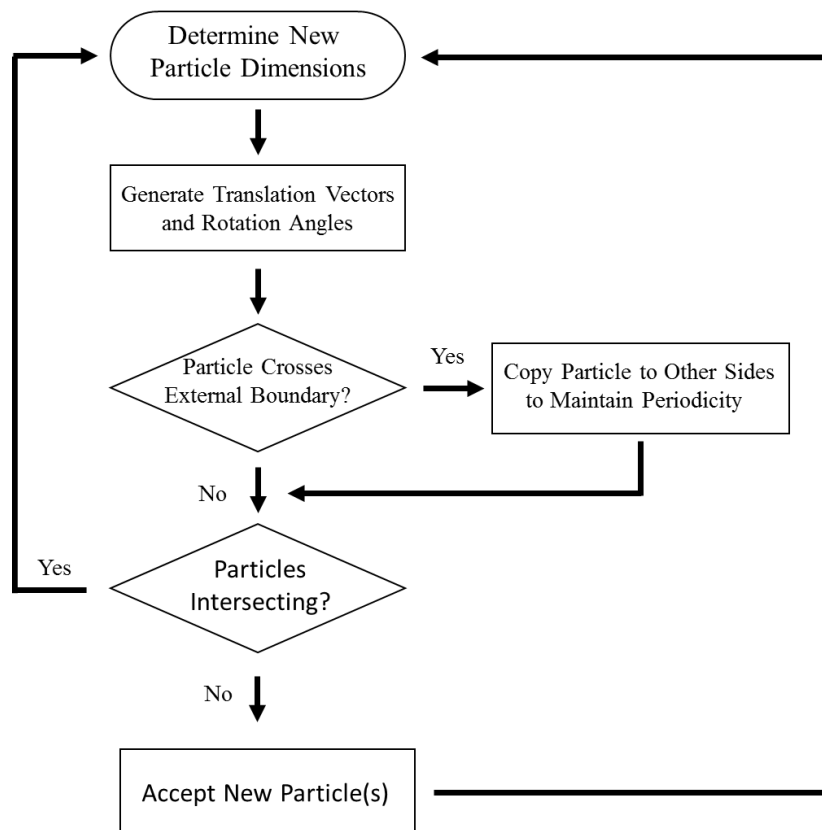 Determine New
Particle Dimensions
Generate Translation Vectors
and Rotation Angles
Particle Crosses
External Boundary?
Yes
Copy Particle to Other Sides
to Maintain Periodicity
No
Particles
Intersecting?
Yes
No
Accept New Particle(s)